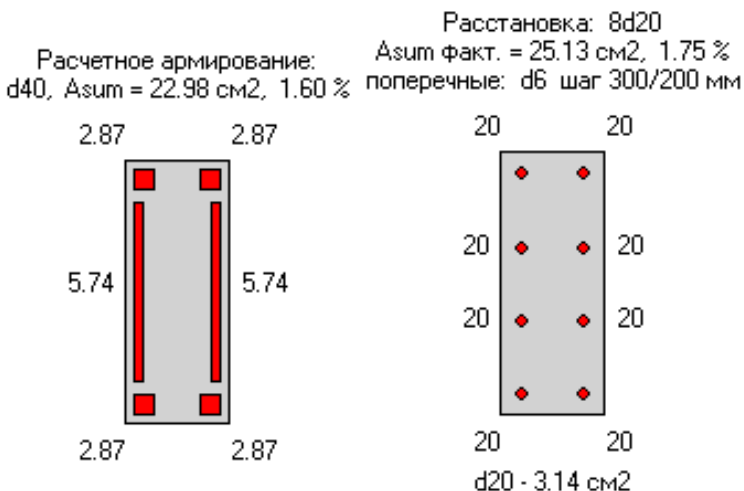 Расчетное армирование:
d40, Asum = 22.98 см2, 1.60 %
2.87 2.87
5.74 5.74
2.87 2.87
Расстановка: 8d20
Asum факт. = 25.13 см2, 1.75 %
поперечные: d6 шаг 300/200 мм
20 20
20 20
20 20
20 20
d20 - 3.14 см2